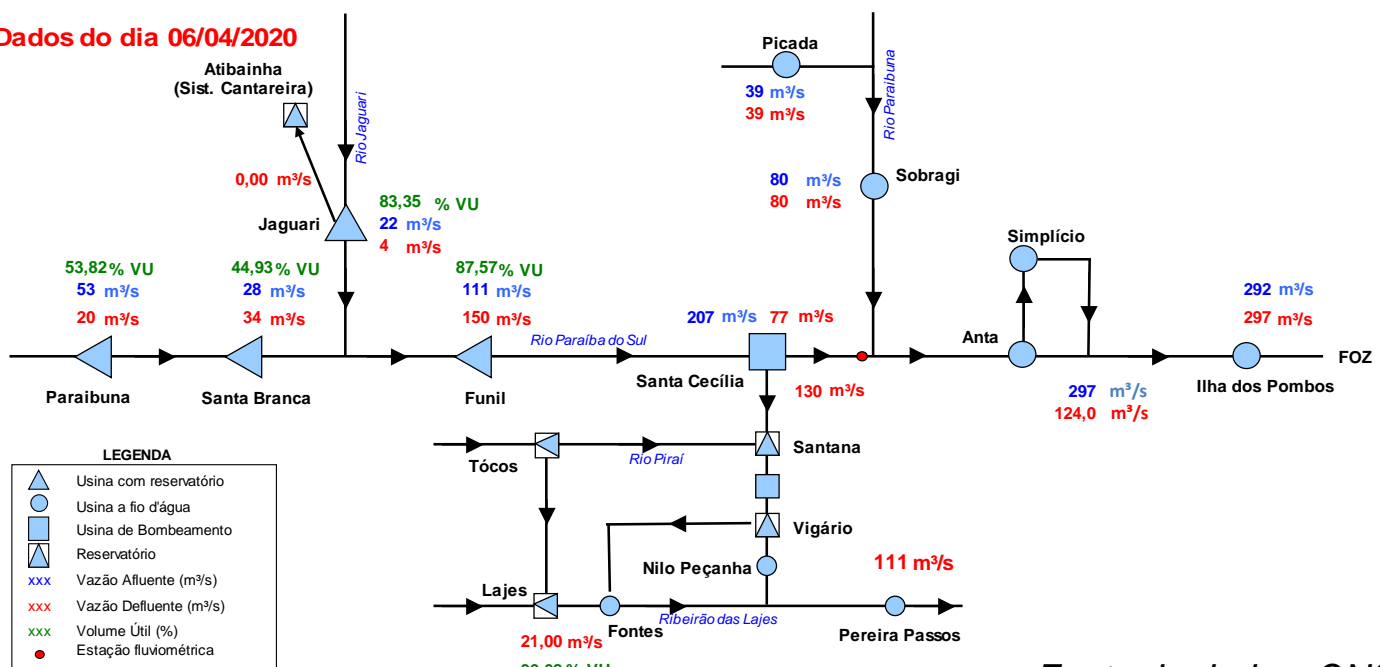 Dados do dia 06/04/2020
Atibainha
(Sist. Cantareira)
Rio Jaguari
0,00 m³/s
Jaguari
83,35 % VU
22 m³/s
4 m³/s
Picada
39 m³/s
39 m³/s
Rio Paraibuna
80 m³/s
80 m³/s
Sobragi
53,82% VU
53 m³/s
20 m³/s
Paraibuna
44,93% VU
28 m³/s
34 m³/s
Santa Branca
87,57% VU
111 m³/s
150 m³/s
Funil
Rio Paraíba do Sul
207 m³/s 77 m³/s
Santa Cecília
130 m³/s
Simplício
Anta
297 m³/s
124,0 m³/s
292 m³/s
297 m³/s
Ilha dos Pombos
FOZ
Tócos
Rio Piraí
Santana
Vigário
Nilo Peçanha
111 m³/s
Lajes
21,00 m³/s
Fontes
Ribeirão das Lajes
Pereira Passos
LEGENDA
Usina com reservatório
Usina a fio d'água
Usina de Bombeamento
Reservatório
xxx Vazão Afluente (m³/s)
xxx Vazão Defluente (m³/s)
xxx Volume Útil (%)
Estação fluviométrica